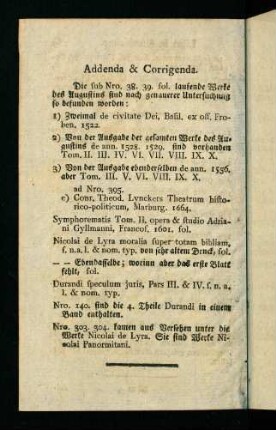 Addenda & Corrigenda.
Die sub Nro. 38. 39. fol. laufende Werke
des Augustins sind nach genauerer Untersuchung
so befunden worden:
1) Zweimal de civitate Dei, Basil. ex off. Fro-
ben. 1522.
2) Von der Ausgabe der gesamten Werke des Au-
gustins de ann. 1528. 1529. sind vorhanden
Tom. II. III. IV. VI. VII. VIII. IX. X.
3) Von der Ausgabe ebenderselben de ann. 1556.
aber Tom. III. V. VI. VIII. IX. X.
ad Nro. 395.
e) Conr. Theod. Lynckers Theatrum histo-
rico-politicum, Marburg. 1664.
Symphorematis Tom. II. opera & studio Adria-
ni Gyllmanni, Francof. 1601. fol.
Nicolai de Lyra moralia super totam bibliam,
s. n. a. l. & nom. typ. von sehr altem Druck, fol.
— — Ebendasselbe; worinn aber das erste Blatt
fehlt, fol.
Durandi speculum juris, Pars III. & IV. s. n. a.
l. & nom. typ.
Nro. 140. sind die 4. Theile Durandi in einem
Band enthalten.
Nro. 303. 304. kamen aus Versehen unter die
Werke Nicolai de Lyra. Sie sind Werke Ni-
colai Panormitani.